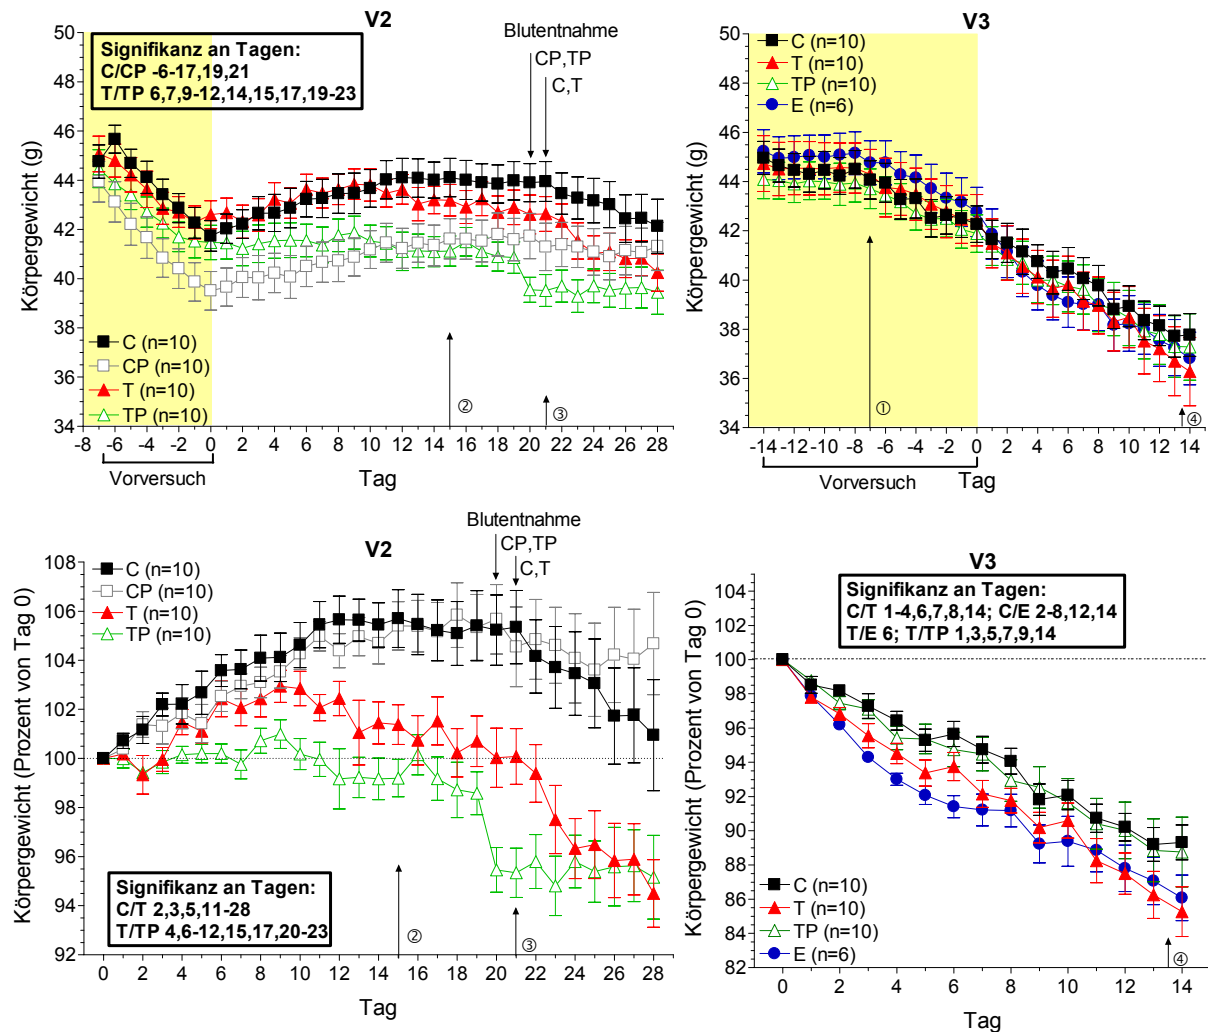 V2
Blutentnahme
CP,TP
C,T
Signifikanz an Tagen:
C/CP -6-17,19,21
T/TP 6,7,9-12,14,15,17,19-23
Körpergewicht (g)
50
48
46
44
42
40
38
36
34
C (n=10)
CP (n=10)
T (n=10)
TP (n=10)
②
③
-8 -6 -4 -2 0 2 4 6 8 10 12 14 16 18 20 22 24 26 28
Vorversuch
Tag
V3
C (n=10)
T (n=10)
TP (n=10)
E (n=6)
Körpergewicht (g)
50
48
46
44
42
40
38
36
34
①
④
-14 -12 -10 -8 -6 -4 -2 0 2 4 6 8 10 12 14
Vorversuch
Tag
Blutentnahme
V2
CP,TP
C,T
C (n=10)
CP (n=10)
T (n=10)
TP (n=10)
Körpergewicht (Prozent von Tag 0)
108
106
104
102
100
98
96
94
92
Signifikanz an Tagen:
C/T 2,3,5,11-28
T/TP 4,6-12,15,17,20-23
②
③
0 2 4 6 8 10 12 14 16 18 20 22 24 26 28
Tag
V3
Signifikanz an Tagen:
C/T 1-4,6,7,8,14; C/E 2-8,12,14
T/E 6; T/TP 1,3,5,7,9,14
Körpergewicht (Prozent von Tag 0)
104
102
100
98
96
94
92
90
88
86
84
82
C (n=10)
T (n=10)
TP (n=10)
E (n=6)
④
0 2 4 6 8 10 12 14
Tag